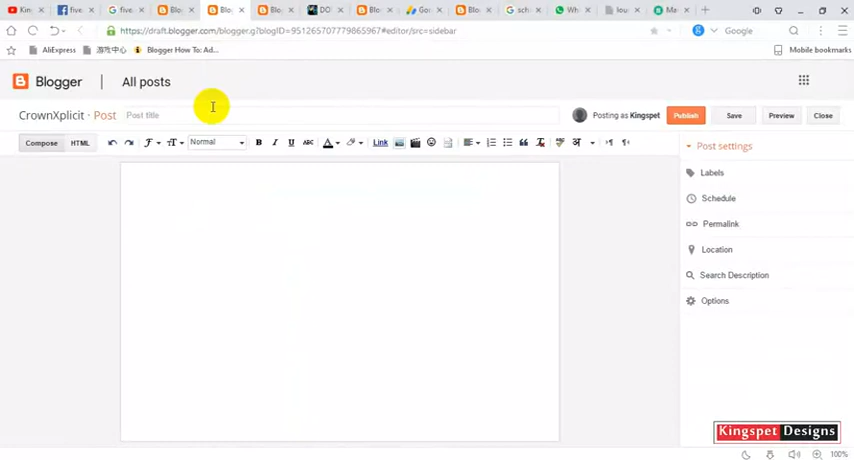 Kin
five
five
Blo
Blo
Blo
DO
Blo
Goo
Blo
sch
Wh
lou
Ma
https://draft.blogger.com/blogger.g?blogID=951265707779865967#editor/src=sidebar
Google
AliExpress
游戏中心
Blogger How To: Ad...
Mobile bookmarks
Blogger | All posts
CrownXplicit · Post
Post title
Posting as Kingspet
Publish
Save
Preview
Close
Compose
HTML
Normal
B I U ABC
A
Link
Post settings
Labels
Schedule
Permalink
Location
Search Description
Options
Kingspet Designs
100%